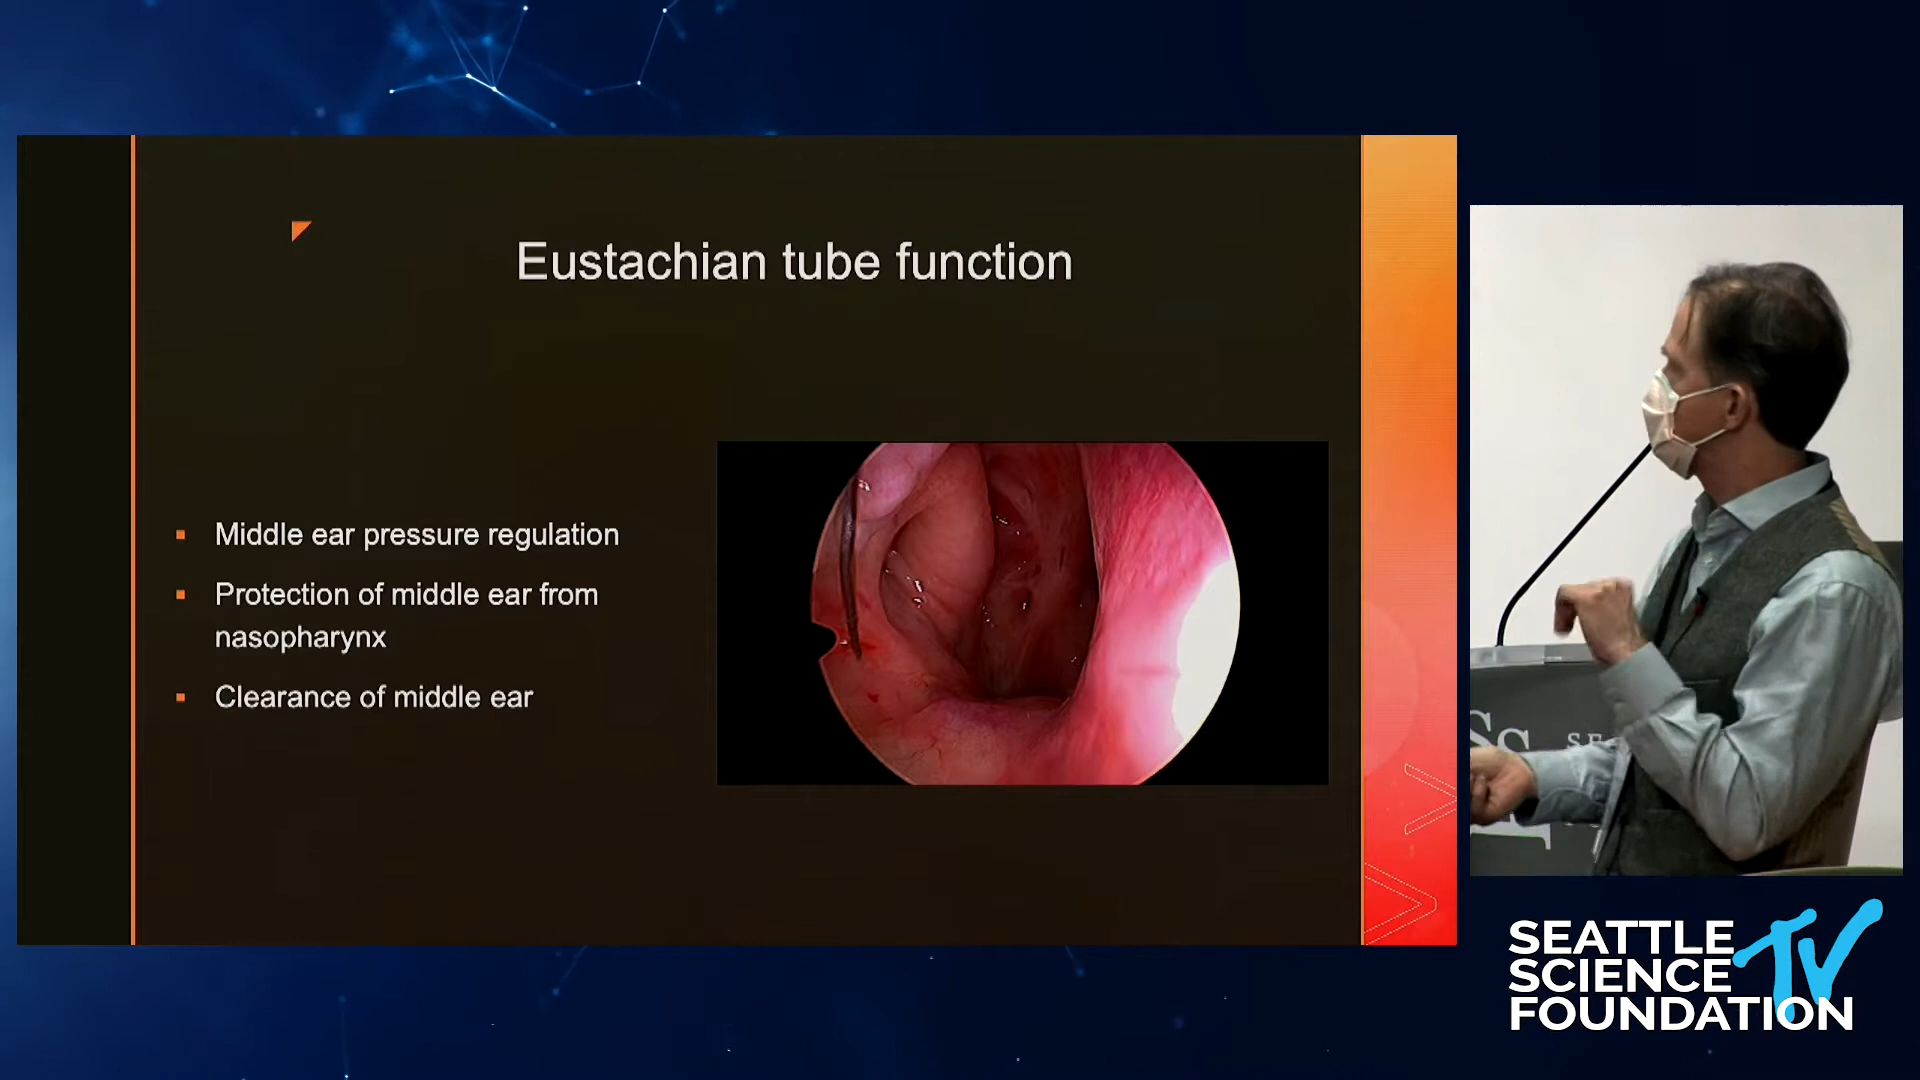 Eustachian tube function
Middle ear pressure regulation
Protection of middle ear from
nasopharynx
Clearance of middle ear
SEATTLE
SCIENCE
FOUNDATION
TV